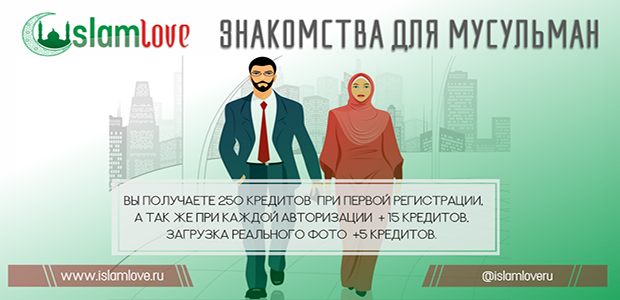 islamlove
ЗНАКОМСТВА ДЛЯ МУСУЛЬМАН
ВЫ ПОЛУЧАЕТЕ 250 КРЕДИТОВ ПРИ ПЕРВОЙ РЕГИСТРАЦИИ,
А ТАК ЖЕ ПРИ КАЖДОЙ АВТОРИЗАЦИИ + 15 КРЕДИТОВ,
ЗАГРУЗКА РЕАЛЬНОГО ФОТО +5 КРЕДИТОВ.
www.islamlove.ru
@islamloveru